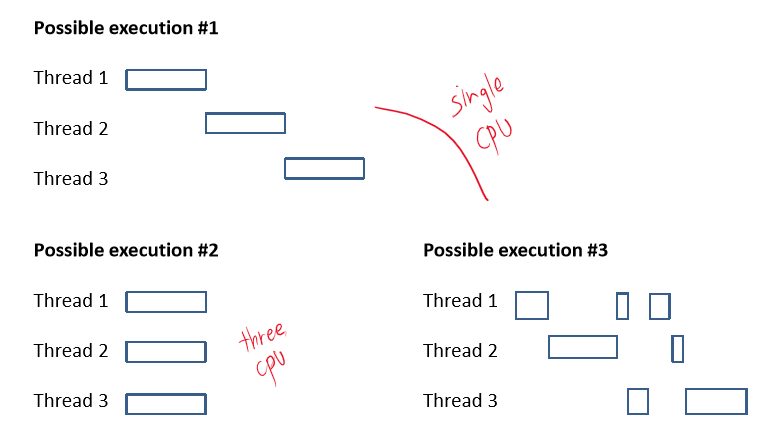 Possible execution #1
Thread 1
Thread 2
Thread 3
single
CPU
Possible execution #2
Thread 1
Thread 2
Thread 3
three
CPU
Possible execution #3
Thread 1
Thread 2
Thread 3